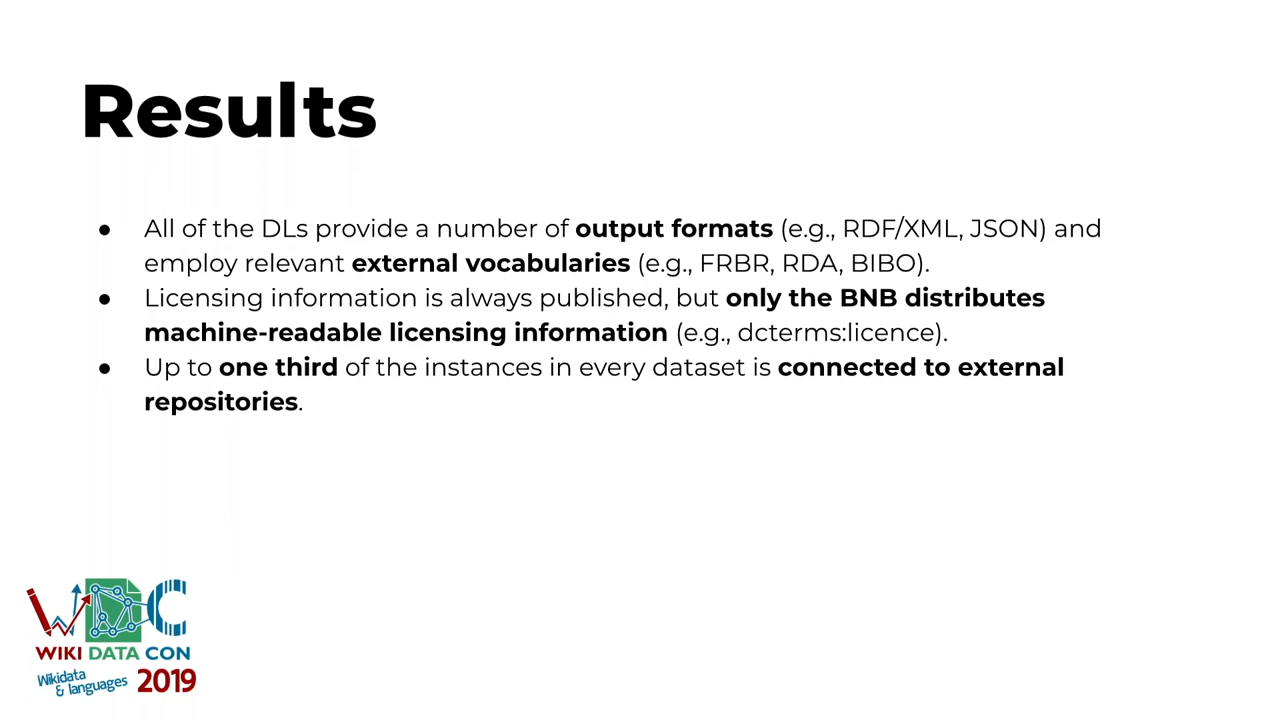 Results
● All of the DLs provide a number of output formats (e.g., RDF/XML, JSON) and
employ relevant external vocabularies (e.g., FRBR, RDA, BIBO).
● Licensing information is always published, but only the BNB distributes
machine-readable licensing information (e.g., dcterms:licence).
● Up to one third of the instances in every dataset is connected to external
repositories.
WDC
WIKI DATA CON
Wikidata
& languages 2019